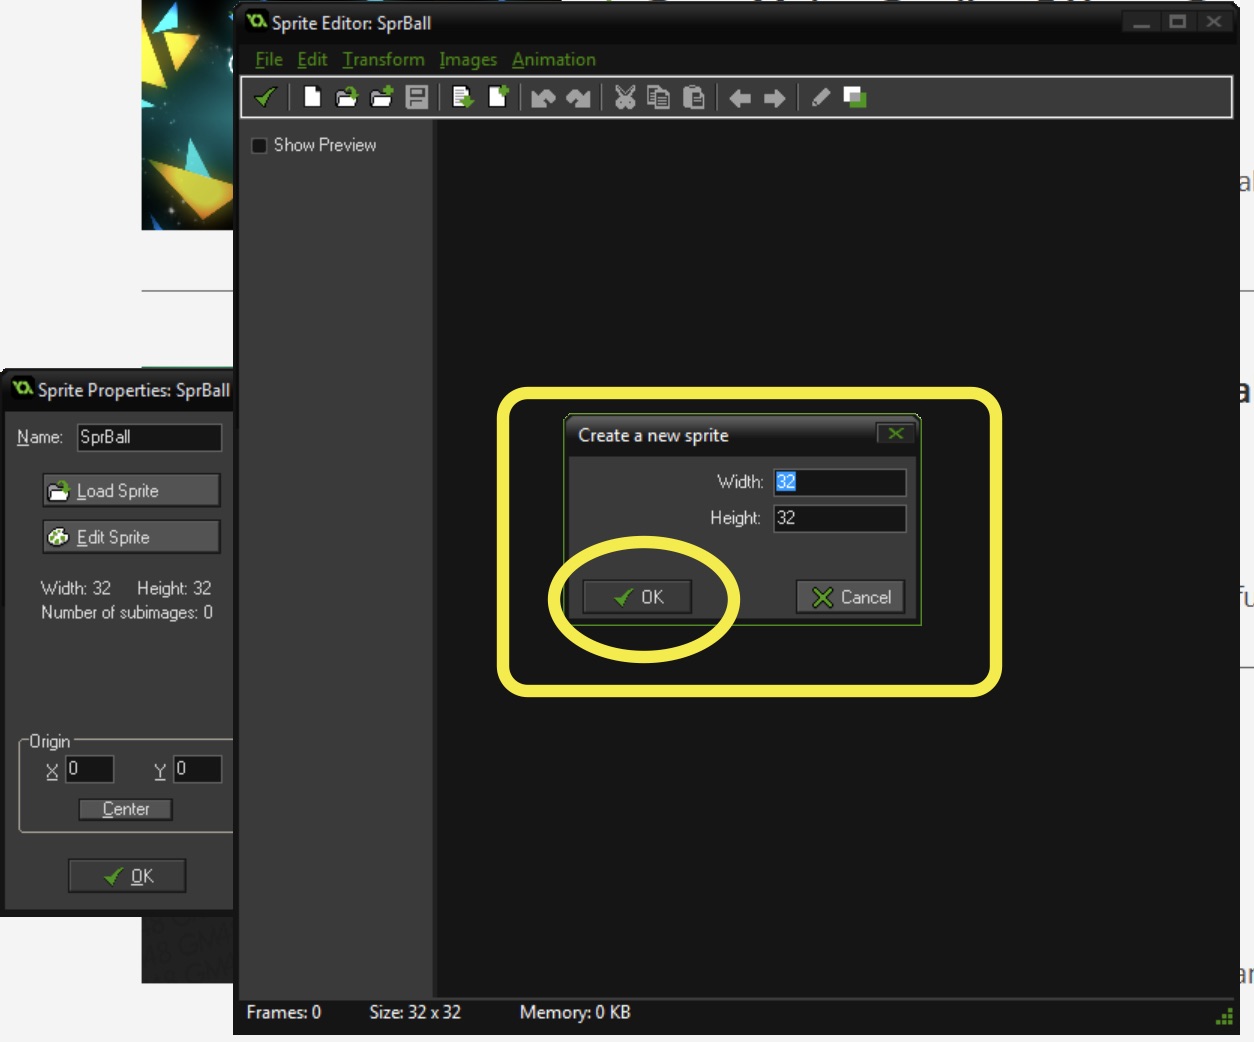 Sprite Editor: SprBall
File Edit Transform Images Animation
Show Preview
Sprite Properties: SprBall
Name: SprBall
Load Sprite
Edit Sprite
Width: 32 Height: 32
Number of subimages: 0
Origin
X 0 Y 0
Center
OK
Create a new sprite
Width: 32
Height: 32
OK Cancel
Frames: 0 Size: 32 x 32 Memory: 0 KB